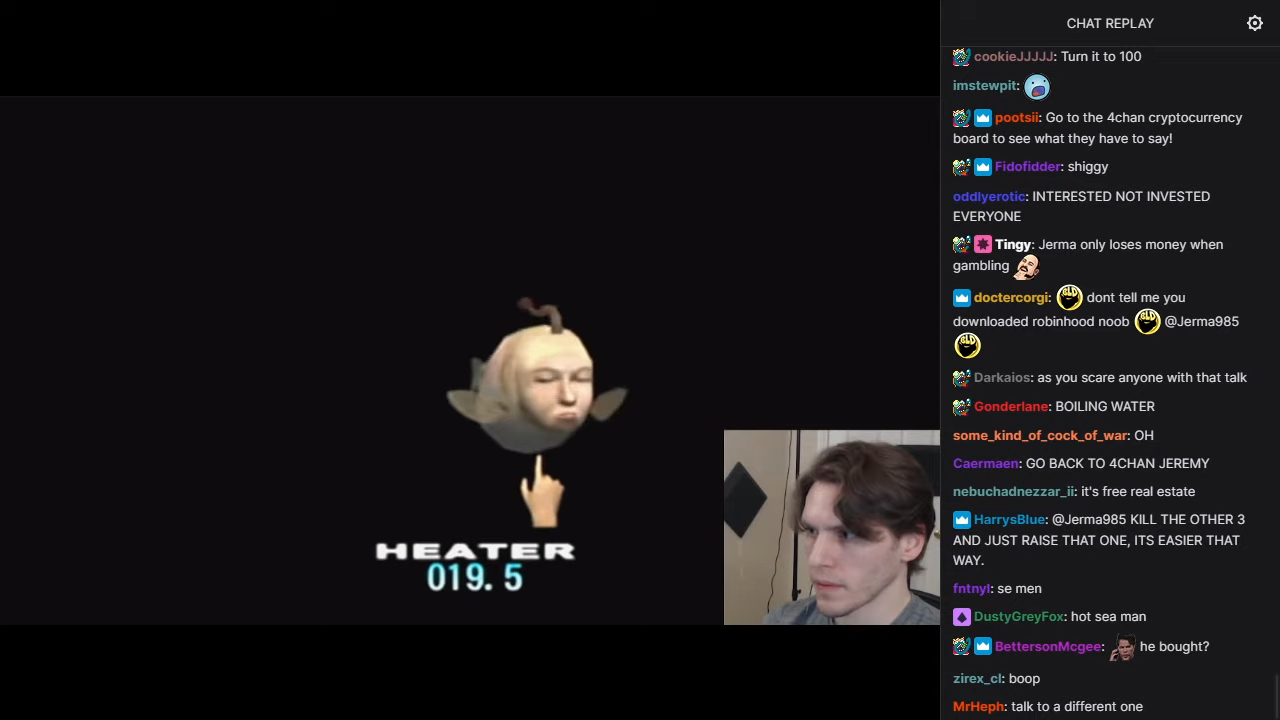 CHAT REPLAY
cookieJJJJJ: Turn it to 100
imstewpit:
pootsii: Go to the 4chan cryptocurrency
board to see what they have to say!
Fidofidder: shiggy
oddlyerotic: INTERESTED NOT INVESTED
EVERYONE
Tingy: Jerma only loses money when
gambling
doctercorgi: dont tell me you
downloaded robinhood noob @Jerma985
Darkaios: as you scare anyone with that talk
Gonderlane: BOILING WATER
some_kind_of_cock_of_war: OH
Caermaen: GO BACK TO 4CHAN JEREMY
nebuchadnezzar_ii: it's free real estate
HarrysBlue: @Jerma985 KILL THE OTHER 3
AND JUST RAISE THAT ONE, ITS EASIER THAT
WAY.
fntnyl: se men
DustyGreyFox: hot sea man
BettersonMcgee: he bought?
zirex_cl: boop
MrHeph: talk to a different one
HEATER
019. 5